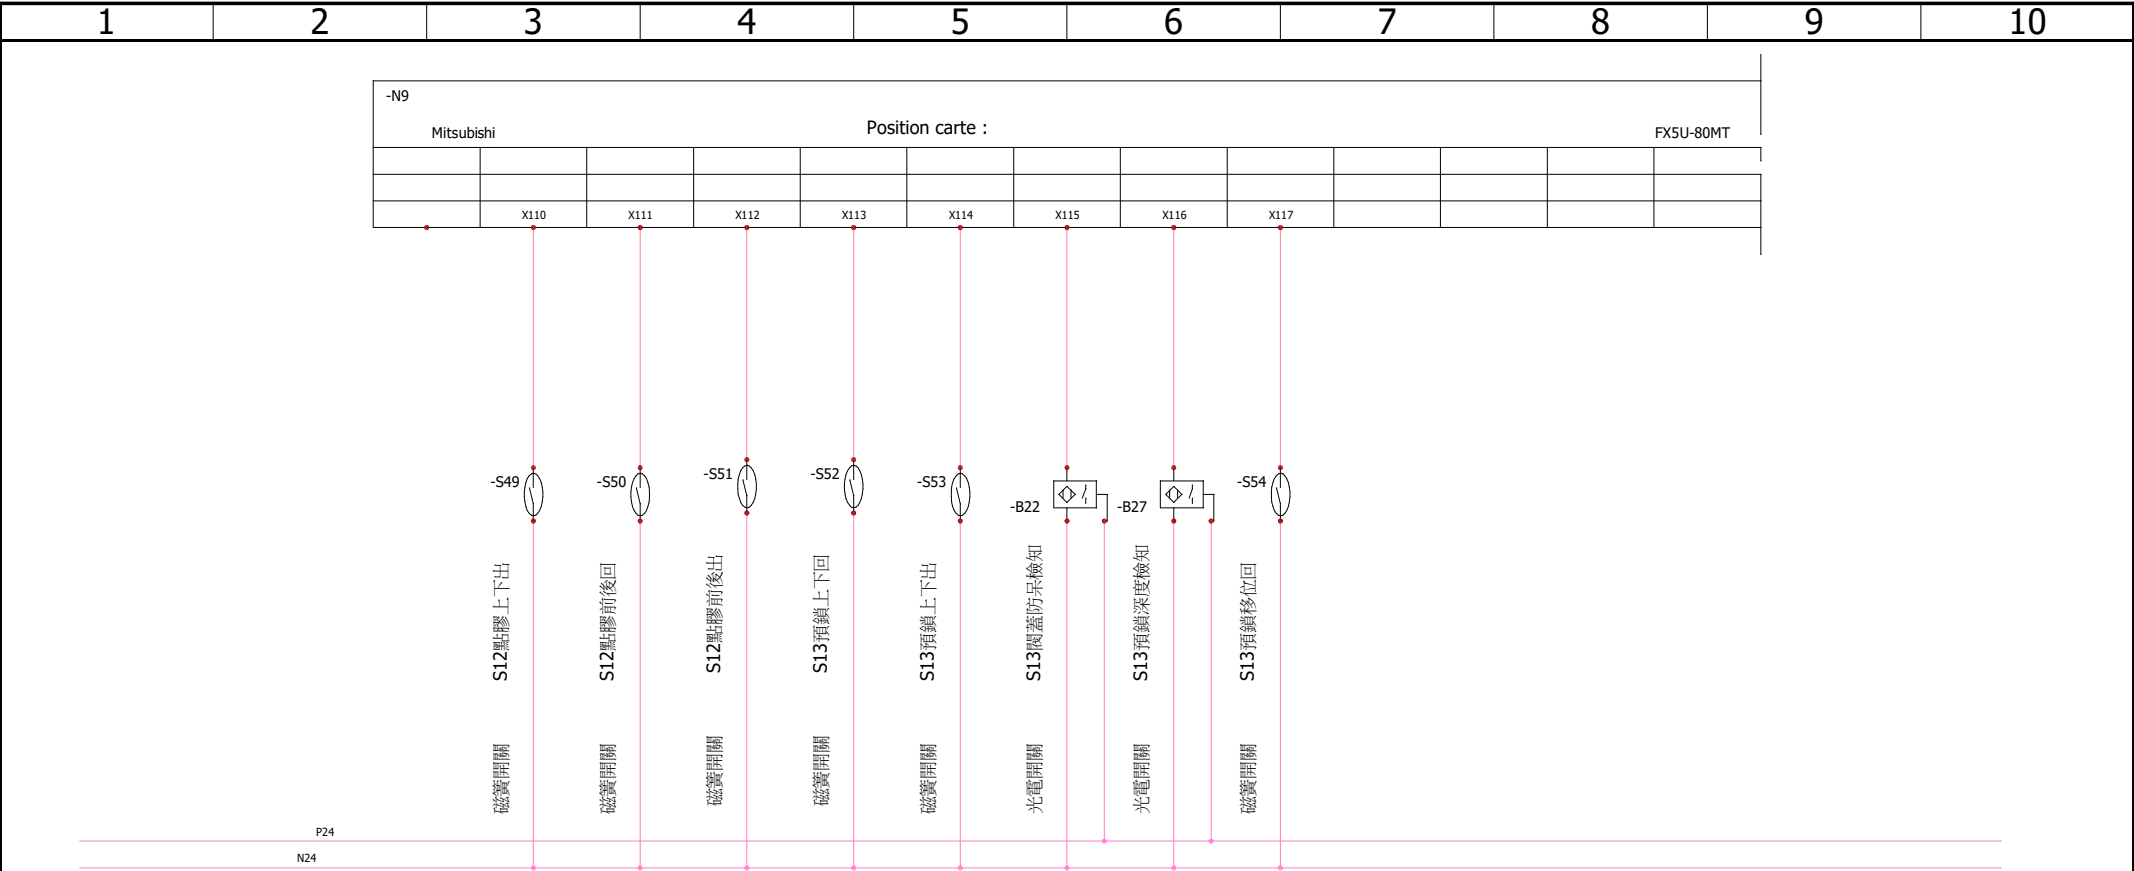 1 2 3 4 5 6 7 8 9 10
-N9
Mitsubishi Position carte : FX5U-80MT
X110 X111 X112 X113 X114 X115 X116 X117
-S49 -S50 -S51 -S52 -S53 -B22 -B27 -S54
S12點膠上下出
S12點膠前後回
S12點膠前後出
S13預鎖上下回
S13預鎖上下出
S13閥蓋防呆檢知
S13預鎖深度檢知
S13預鎖移位回
磁簧開關
磁簧開關
磁簧開關
磁簧開關
磁簧開關
光電開關
光電開關
磁簧開關
P24
N24